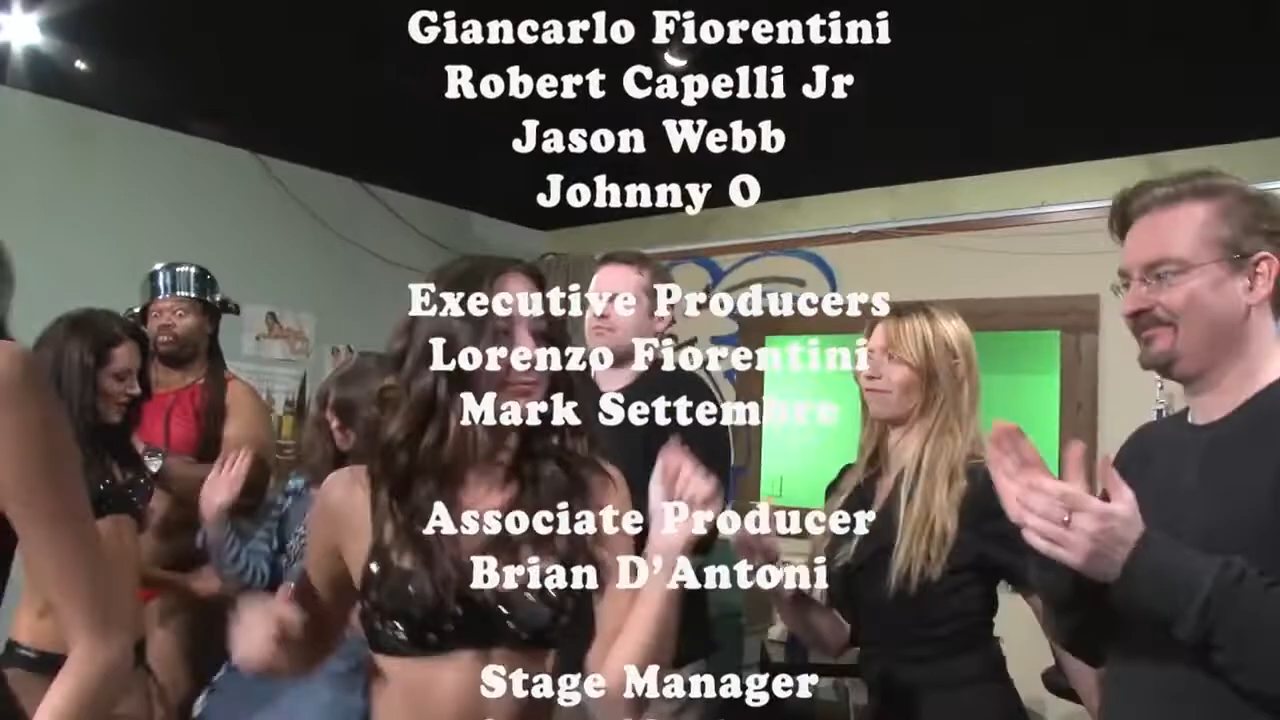 Giancarlo Fiorentini
Robert Capelli Jr
Jason Webb
Johnny O
Executive Producers
Lorenzo Fiorentini
Mark Settembre
Associate Producer
Brian D'Antoni
Stage Manager